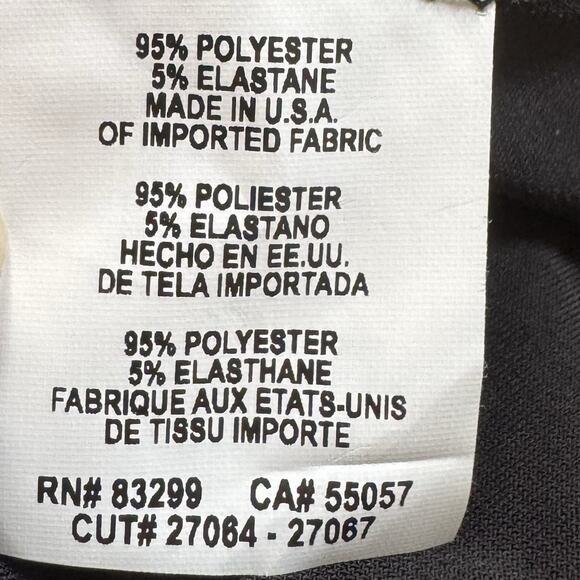 95% POLYESTER
5% ELASTANE
MADE IN U.S.A.
OF IMPORTED FABRIC
95% POLIESTER
5% ELASTANO
HECHO EN EE.UU.
DE TELA IMPORTADA
95% POLYESTER
5% ELASTHANE
FABRIQUE AUX ETATS-UNIS
DE TISSU IMPORTE
RN# 83299 CA# 55057
CUT# 27064 - 27067